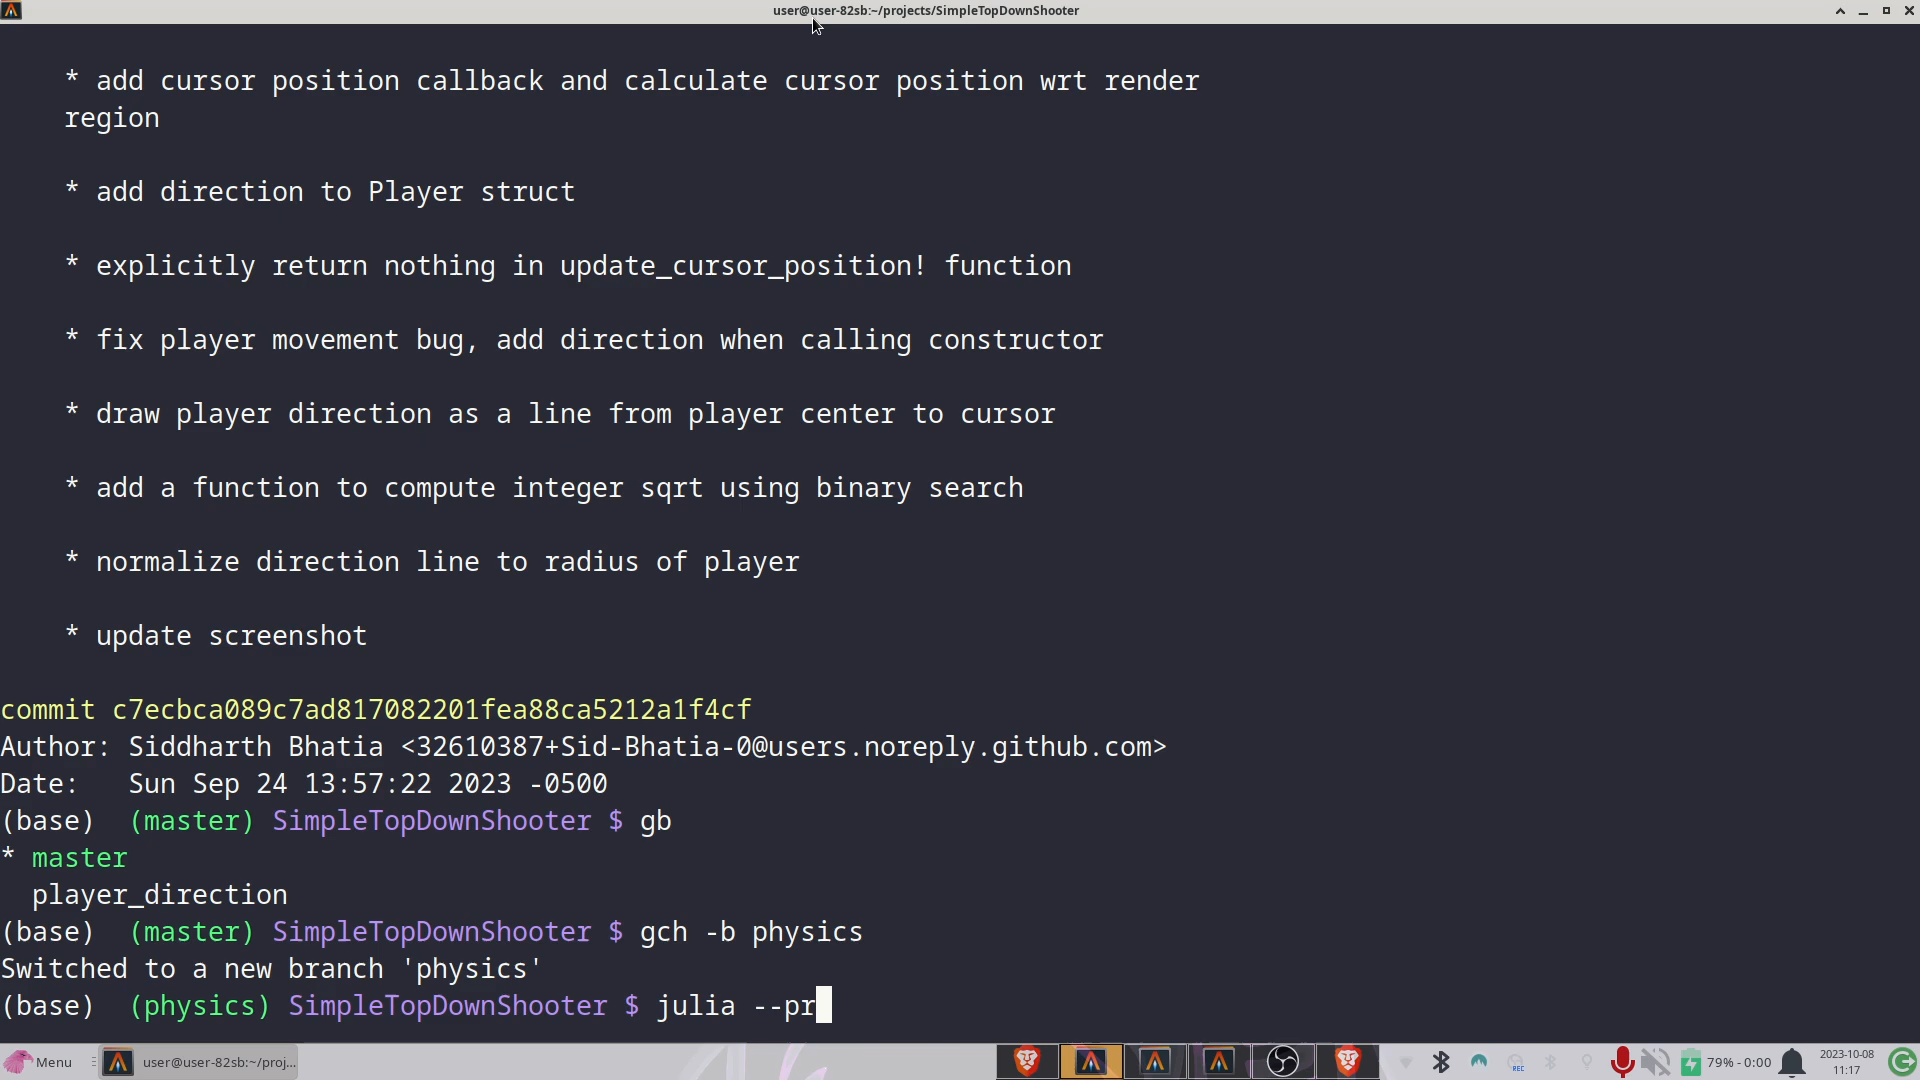 user@user-82sb:~/projects/SimpleTopDownShooter
* add cursor position callback and calculate cursor position wrt render
region
* add direction to Player struct
* explicitly return nothing in update_cursor_position! function
* fix player movement bug, add direction when calling constructor
* draw player direction as a line from player center to cursor
* add a function to compute integer sqrt using binary search
* normalize direction line to radius of player
* update screenshot
commit c7ecbca089c7ad817082201fea88ca5212a1f4cf
Author: Siddharth Bhatia <32610387+Sid-Bhatia-0@users.noreply.github.com>
Date:   Sun Sep 24 13:57:22 2023 -0500
(base)  (master) SimpleTopDownShooter $ gb
* master
  player_direction
(base)  (master) SimpleTopDownShooter $ gch -b physics
Switched to a new branch 'physics'
(base)  (physics) SimpleTopDownShooter $ julia --pr
Menu
user@user-82sb:~/proj...
REC
79% - 0:00
2023-10-08
11:17